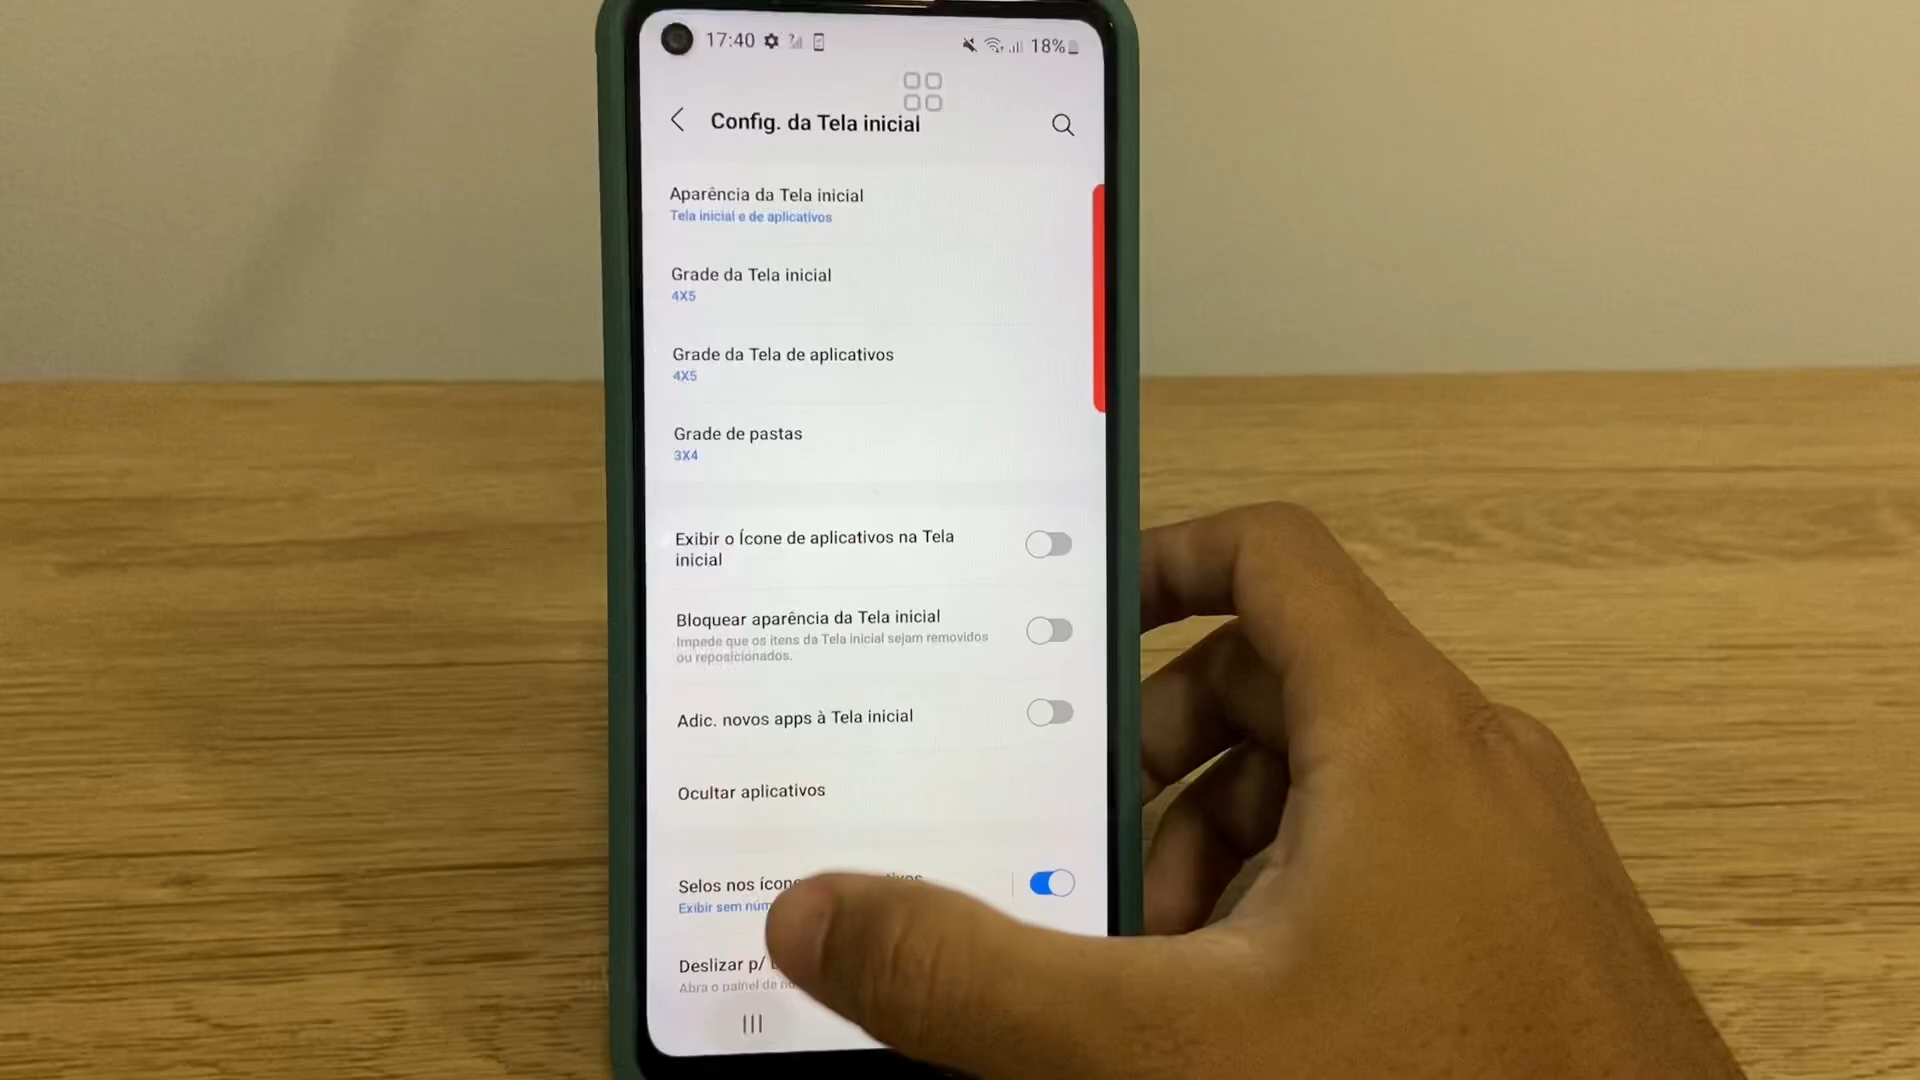 17:40
18%
Config. da Tela inicial
Aparência da Tela inicial
Tela inicial e de aplicativos
Grade da Tela inicial
4X5
Grade da Tela de aplicativos
4X5
Grade de pastas
3X4
Exibir o Ícone de aplicativos na Tela
inicial
Bloquear aparência da Tela inicial
Impede que os itens da Tela inicial sejam removidos
ou reposicionados.
Adic. novos apps à Tela inicial
Ocultar aplicativos
Selos nos
Exibir sem
Deslizar p/
Abra o painel de